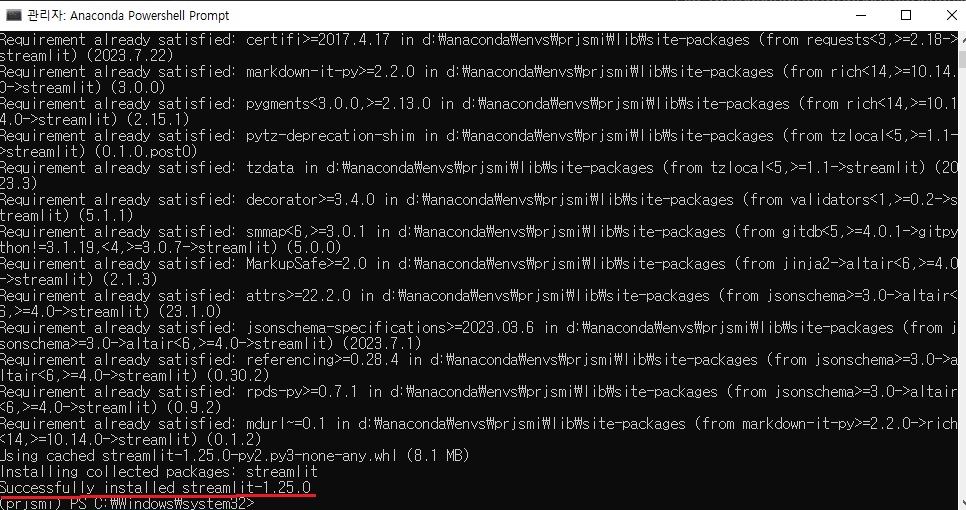 관리자: Anaconda Powershell Prompt
Requirement already satisfied: certifi>=2017.4.17 in d:₩anaconda₩envs₩prjsmi₩lib₩site-packages (from requests<3,>=2.18->
streamlit) (2023.7.22)
Requirement already satisfied: markdown-it-py>=2.2.0 in d:₩anaconda₩envs₩prjsmi₩lib₩site-packages (from rich<14,>=10.14.
0->streamlit) (3.0.0)
Requirement already satisfied: pygments<3.0.0,>=2.13.0 in d:₩anaconda₩envs₩prjsmi₩lib₩site-packages (from rich<14,>=10.1
4.0->streamlit) (2.15.1)
Requirement already satisfied: pytz-deprecation-shim in d:₩anaconda₩envs₩prjsmi₩lib₩site-packages (from tzlocal<5,>=1.1-
>streamlit) (0.1.0.post0)
Requirement already satisfied: tzdata in d:₩anaconda₩envs₩prjsmi₩lib₩site-packages (from tzlocal<5,>=1.1->streamlit) (20
23.3)
Requirement already satisfied: decorator>=3.4.0 in d:₩anaconda₩envs₩prjsmi₩lib₩site-packages (from validators<1,>=0.2->s
treamlit) (5.1.1)
Requirement already satisfied: smmap<6,>=3.0.1 in d:₩anaconda₩envs₩prjsmi₩lib₩site-packages (from gitdb<5,>=4.0.1->gitpy
thon!=3.1.19,<4,>=3.0.7->streamlit) (5.0.0)
Requirement already satisfied: MarkupSafe>=2.0 in d:₩anaconda₩envs₩prjsmi₩lib₩site-packages (from jinja2->altair<6,>=4.0
->streamlit) (2.1.3)
Requirement already satisfied: attrs>=22.2.0 in d:₩anaconda₩envs₩prjsmi₩lib₩site-packages (from jsonschema>=3.0->altair<
6,>=4.0->streamlit) (23.1.0)
Requirement already satisfied: jsonschema-specifications>=2023.03.6 in d:₩anaconda₩envs₩prjsmi₩lib₩site-packages (from j
sonschema>=3.0->altair<6,>=4.0->streamlit) (2023.7.1)
Requirement already satisfied: referencing>=0.28.4 in d:₩anaconda₩envs₩prjsmi₩lib₩site-packages (from jsonschema>=3.0->a
ltair<6,>=4.0->streamlit) (0.30.2)
Requirement already satisfied: rpds-py>=0.7.1 in d:₩anaconda₩envs₩prjsmi₩lib₩site-packages (from jsonschema>=3.0->altair
<6,>=4.0->streamlit) (0.9.2)
Requirement already satisfied: mdurl~=0.1 in d:₩anaconda₩envs₩prjsmi₩lib₩site-packages (from markdown-it-py>=2.2.0->rich
<14,>=10.14.0->streamlit) (0.1.2)
Using cached streamlit-1.25.0-py2.py3-none-any.whl (8.1 MB)
Installing collected packages: streamlit
Successfully installed streamlit-1.25.0
(prjsmi) PS C:₩Windows₩system32>